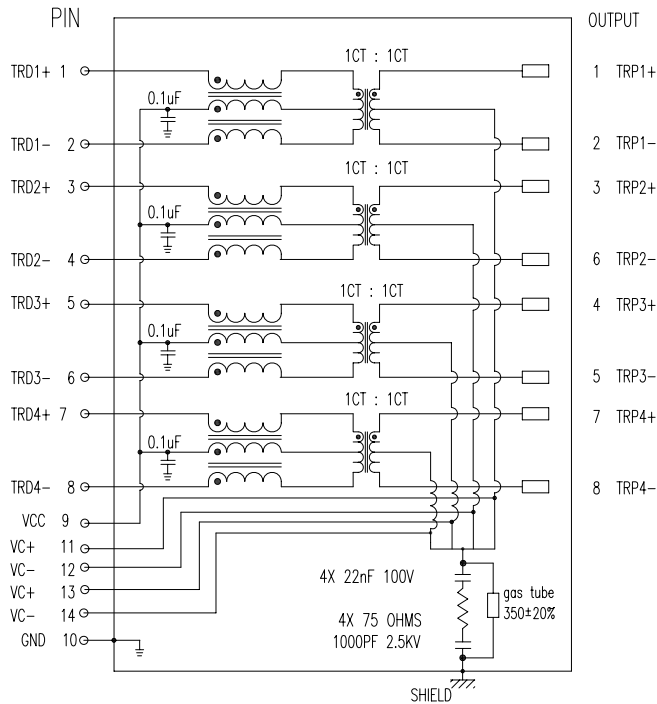 PIN OUTPUT
1CT : 1CT
TRD1+ 1 1 TRP1+
0.1uF
TRD1- 2 2 TRP1-
1CT : 1CT
TRD2+ 3 3 TRP2+
0.1uF
TRD2- 4 6 TRP2-
1CT : 1CT
TRD3+ 5 4 TRP3+
0.1uF
TRD3- 6 5 TRP3-
1CT : 1CT
TRD4+ 7 7 TRP4+
0.1uF
TRD4- 8 8 TRP4-
VCC 9
VC+ 11
VC- 12
4X 22nF 100V
VC+ 13
gas tube
350±20%
VC- 14
4X 75 OHMS
GND 10
1000PF 2.5KV
SHIELD